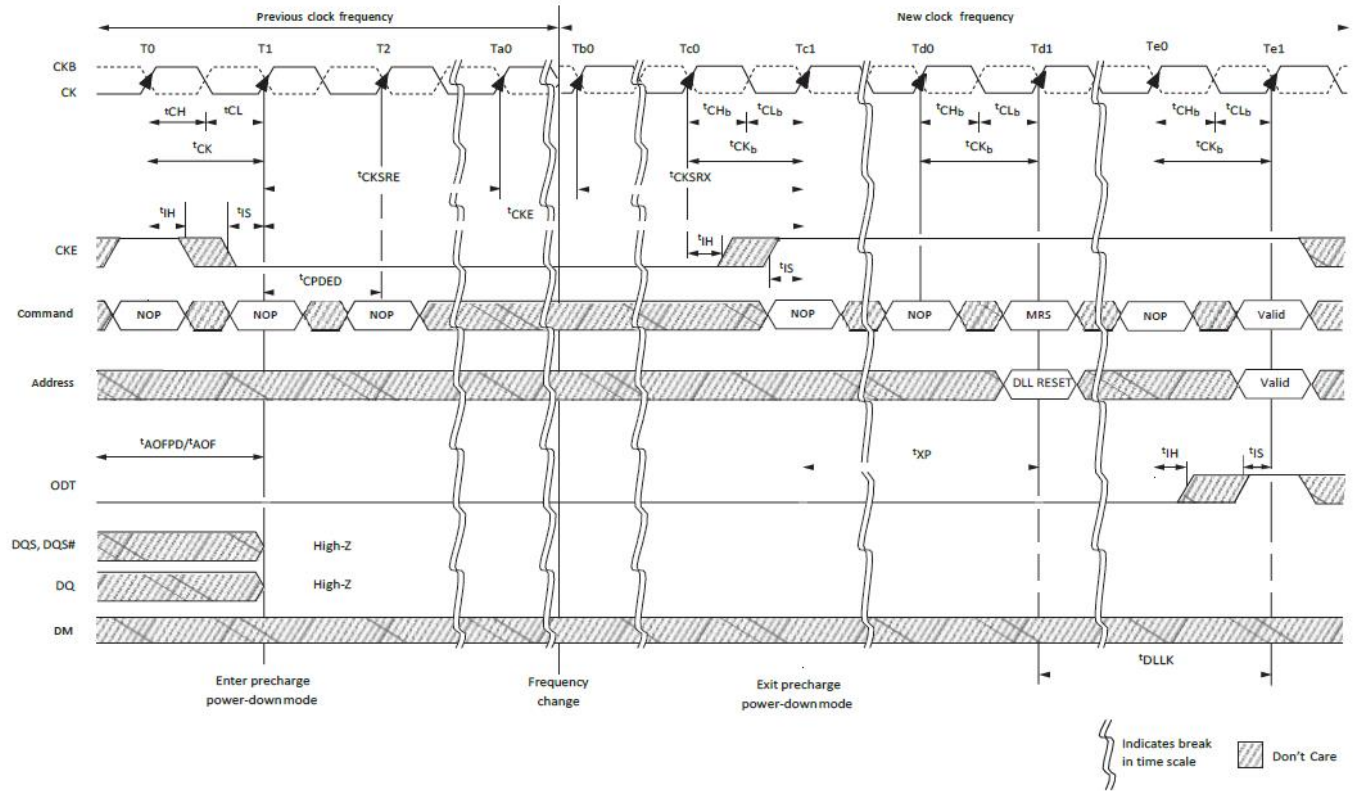 Previous clock frequency New clock frequency
T0 T1 T2 Ta0 Tb0 Tc0 Tc1 Td0 Td1 Te0 Te1
CKB
CK
tCH tCL tCHb tCLb tCHb tCLb tCHb tCLb
tCK tCKb tCKb tCKb
tCKSRE tCKSRX
tIH tIS tCKE
CKE tIH
tCPDED tIS
Command NOP NOP NOP NOP NOP MRS NOP Valid
Address DLL RESET Valid
tAOFPD/tAOF tXP tIH tIS
ODT
DQS, DQS# High-Z
DQ High-Z
DM
tDLLK
Enter precharge
power-down mode
Frequency
change
Exit precharge
power-down mode
Indicates break
in time scale
Don't Care